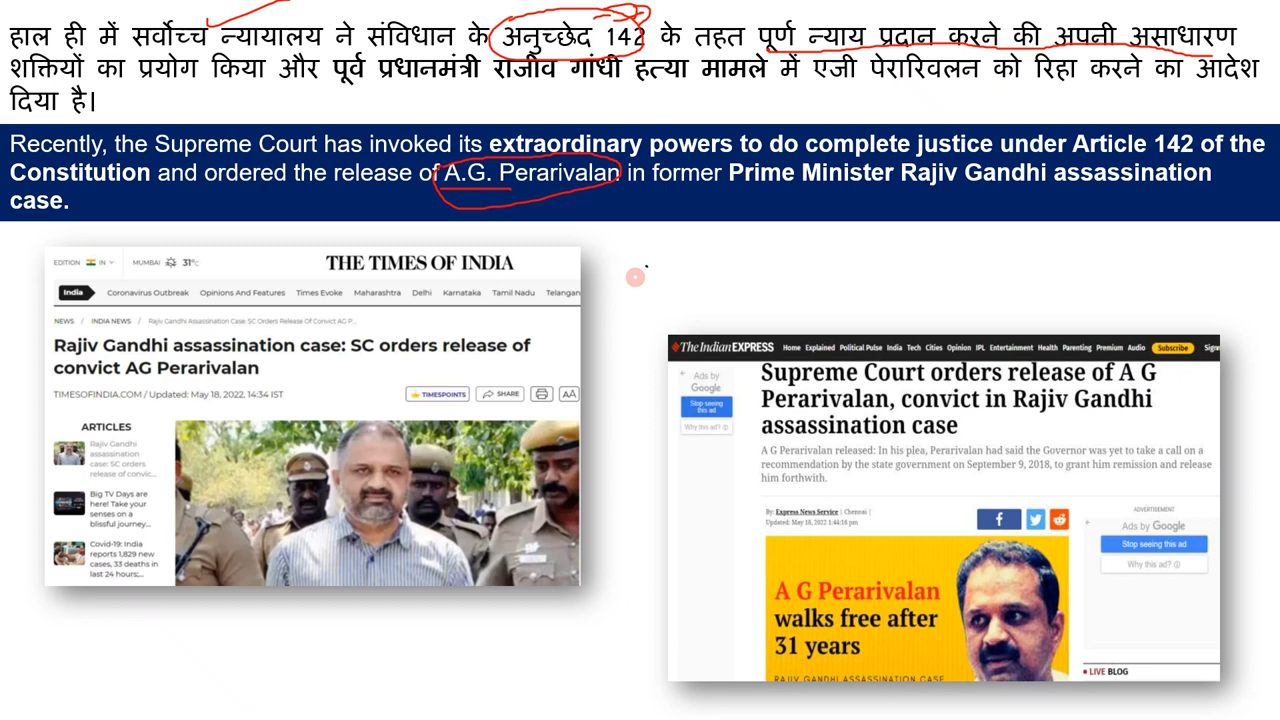 हाल ही में सर्वोच्च न्यायालय ने संविधान के अनुच्छेद 142 के तहत पूर्ण न्याय प्रदान करने की अपनी असाधारण
शक्तियों का प्रयोग किया और पूर्व प्रधानमंत्री राजीव गांधी हत्या मामले में एजी पेरारिवलन को रिहा करने का आदेश
दिया है।
Recently, the Supreme Court has invoked its extraordinary powers to do complete justice under Article 142 of the
Constitution and ordered the release of A.G. Perarivalan in former Prime Minister Rajiv Gandhi assassination
case.
EDITION IN MUMBAI 31°C THE TIMES OF INDIA
India Coronavirus Outbreak Opinions And Features Times Evoke Maharashtra Delhi Karnataka Tamil Nadu Telangan
NEWS / INDIA NEWS / Rajiv Gandhi Assassination Case: SC Orders Release Of Convict AG P...
Rajiv Gandhi assassination case: SC orders release of
convict AG Perarivalan
TIMESOFINDIA.COM / Updated: May 18, 2022, 14:34 IST
TIMESPOINTS SHARE AA
ARTICLES
Rajiv Gandhi
assassination
case: SC orders
release of convic...
Big TV Days are
here! Take your
senses on a
blissful journey...
Covid-19: India
reports 1,829 new
cases, 33 deaths in
last 24 hours;...
The Indian EXPRESS Home Explained Political Pulse India Tech Cities Opinion IPL Entertainment Health Parenting Premium Audio Subscribe Sign
Ads by
Google
Stop seeing
this ad
Why this ad?
Supreme Court orders release of A G
Perarivalan, convict in Rajiv Gandhi
assassination case
A G Perarivalan released: In his plea, Perarivalan had said the Governor was yet to take a call on a
recommendation by the state government on September 9, 2018, to grant him remission and release
him forthwith.
By: Express News Service | Chennai |
Updated: May 18, 2022 1:44:16 pm
A G Perarivalan
walks free after
31 years
RAJIV GANDHI ASSASSINATION CASE
ADVERTISEMENT
Ads by Google
Stop seeing this ad
Why this ad?
LIVE BLOG